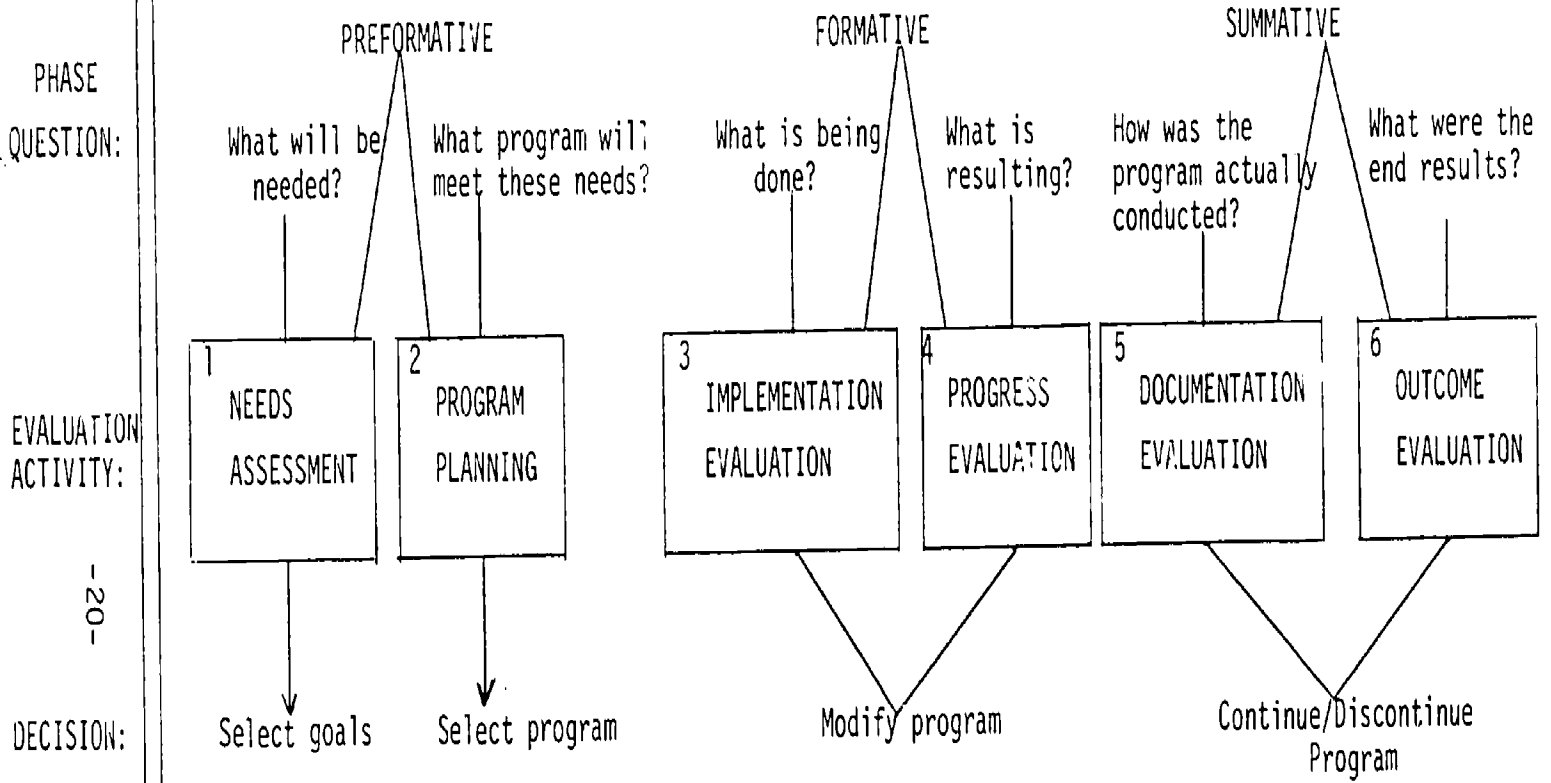 PREFORMATIVE
FORMATIVE
SUMMATIVE
PHASE
QUESTION:
What will be
needed?
What program will
meet these needs?
What is being
done?
What is
resulting?
How was the
program actually
conducted?
What were the
end results?
EVALUATION
ACTIVITY:
1
NEEDS
ASSESSMENT
2
PROGRAM
PLANNING
3
IMPLEMENTATION
EVALUATION
4
PROGRESS
EVALUATION
5
DOCUMENTATION
EVALUATION
6
OUTCOME
EVALUATION
-20-
DECISION:
Select goals
Select program
Modify program
Continue/Discontinue
Program